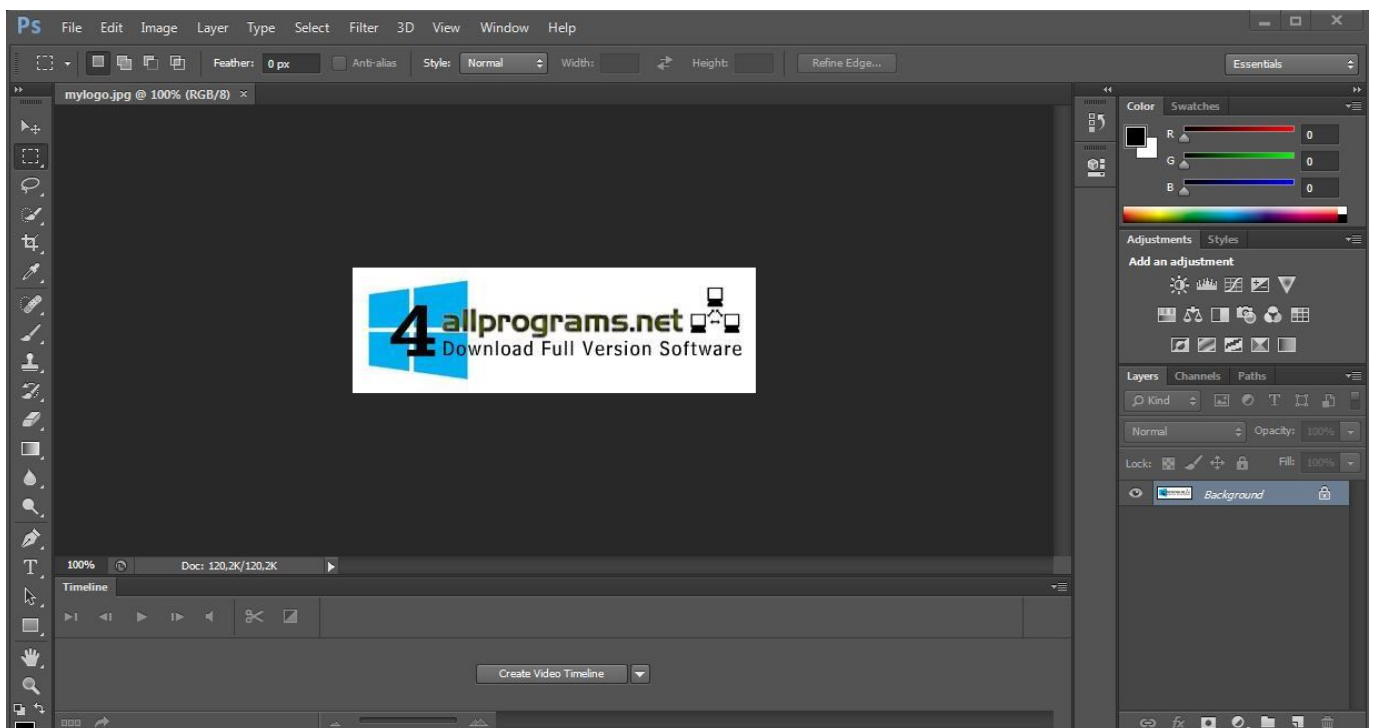 Ps File Edit Image Layer Type Select Filter 3D View Window Help
Feather: 0 px Anti-alias Style: Normal Width: Height: Refine Edge... Essentials
mylogo.jpg @ 100% (RGB/8) ×
Color Swatches
R 0
G 0
B 0
Adjustments Styles
Add an adjustment
4allprograms.net
Download Full Version Software
Layers Channels Paths
Kind
Normal Opacity: 100%
Lock: Fill: 100%
Background
100% Doc: 120,2K/120,2K
Timeline
Create Video Timeline
fx